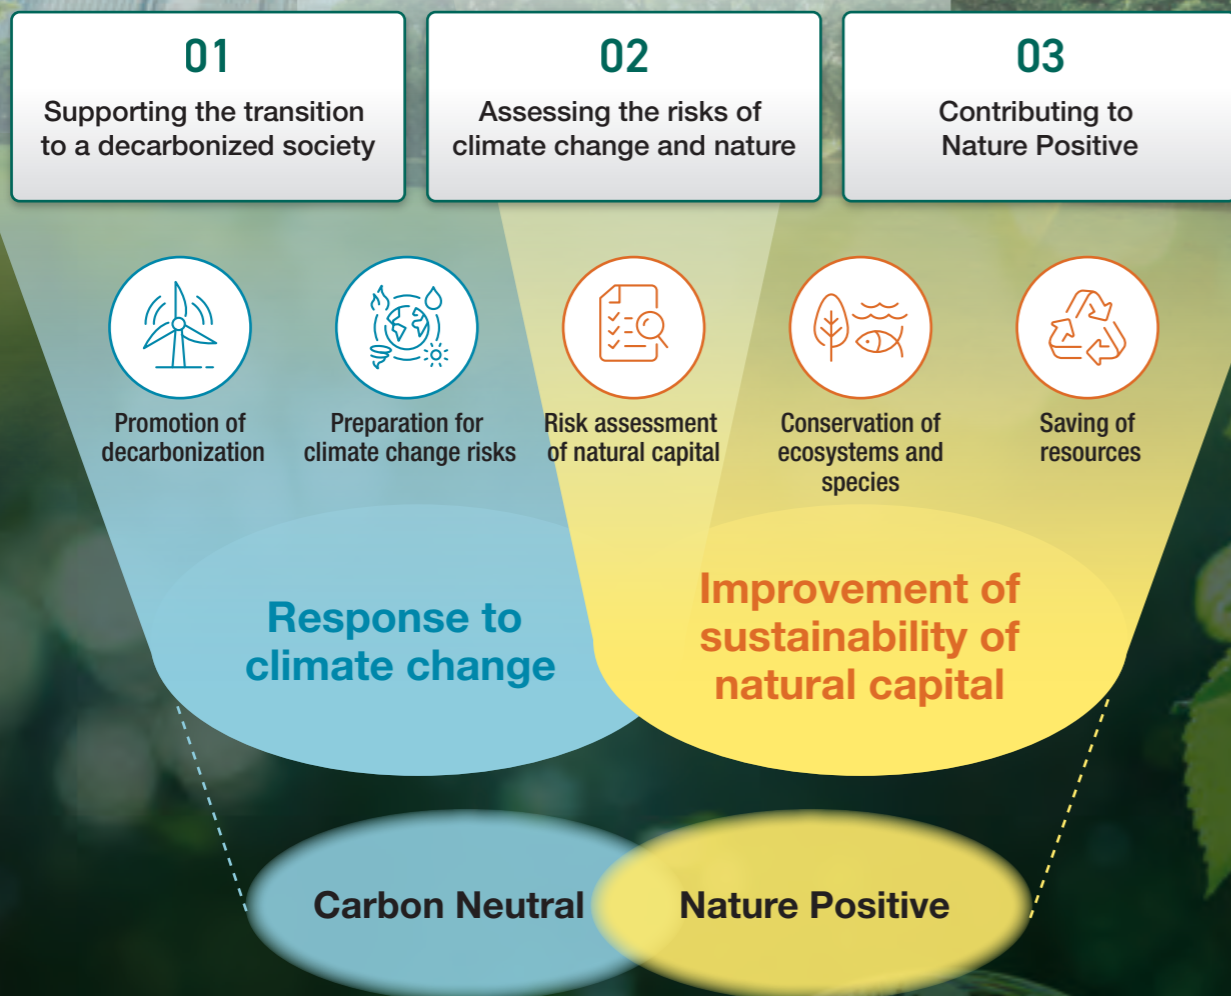 01
Supporting the transition
to a decarbonized society
02
Assessing the risks of
climate change and nature
03
Contributing to
Nature Positive
Promotion of
decarbonization
Preparation for
climate change risks
Risk assessment
of natural capital
Conservation of
ecosystems and
species
Saving of
resources
Response to
climate change
Improvement of
sustainability of
natural capital
Carbon Neutral
Nature Positive